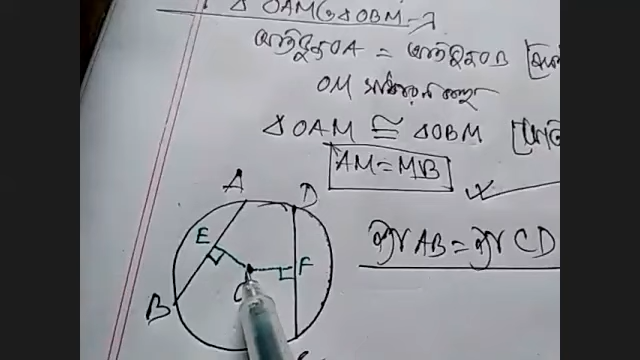 Δ OAM ও Δ OBM-এ
অতিভুজ OA = অতিভুজ OB [
OM সাধারণ বাহু
Δ OAM ≅ Δ OBM [
AM = MB
A
D
E
F
B
জ্যা AB = জ্যা CD